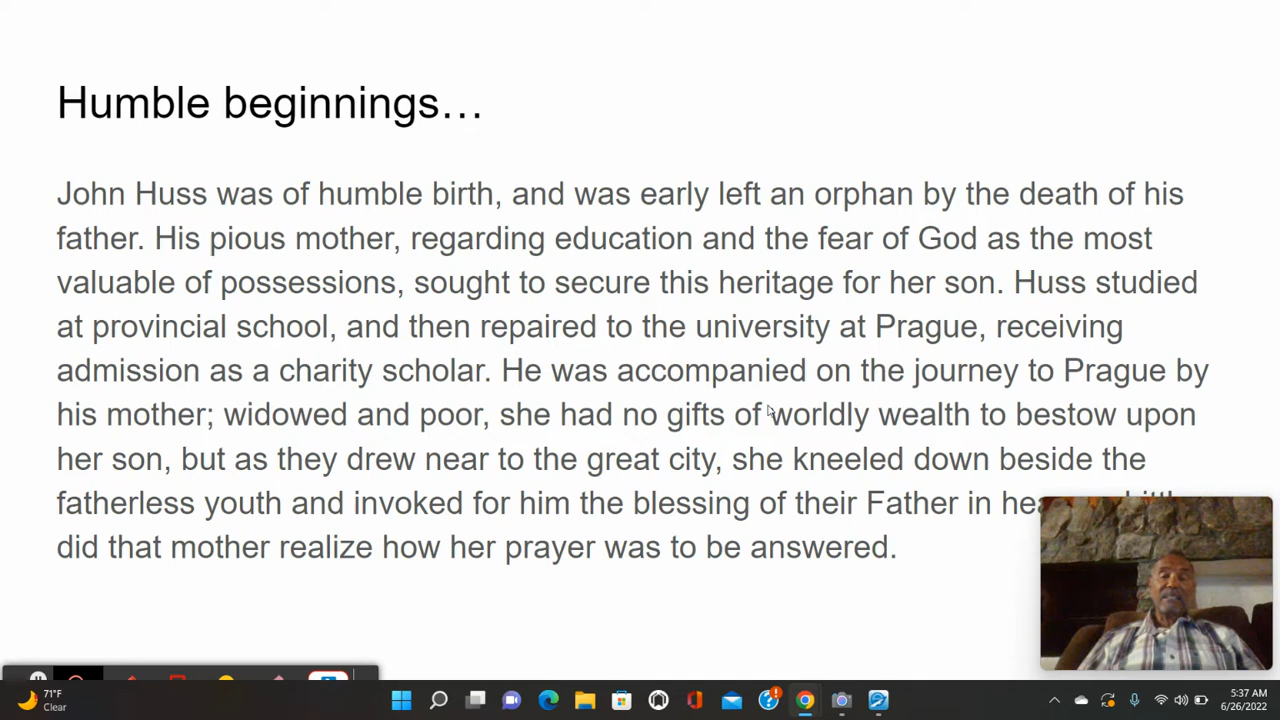 Humble beginnings…
John Huss was of humble birth, and was early left an orphan by the death of his
father. His pious mother, regarding education and the fear of God as the most
valuable of possessions, sought to secure this heritage for her son. Huss studied
at provincial school, and then repaired to the university at Prague, receiving
admission as a charity scholar. He was accompanied on the journey to Prague by
his mother; widowed and poor, she had no gifts of worldly wealth to bestow upon
her son, but as they drew near to the great city, she kneeled down beside the
fatherless youth and invoked for him the blessing of their Father in
did that mother realize how her prayer was to be answered.
71°F
Clear
5:37 AM
6/26/2022